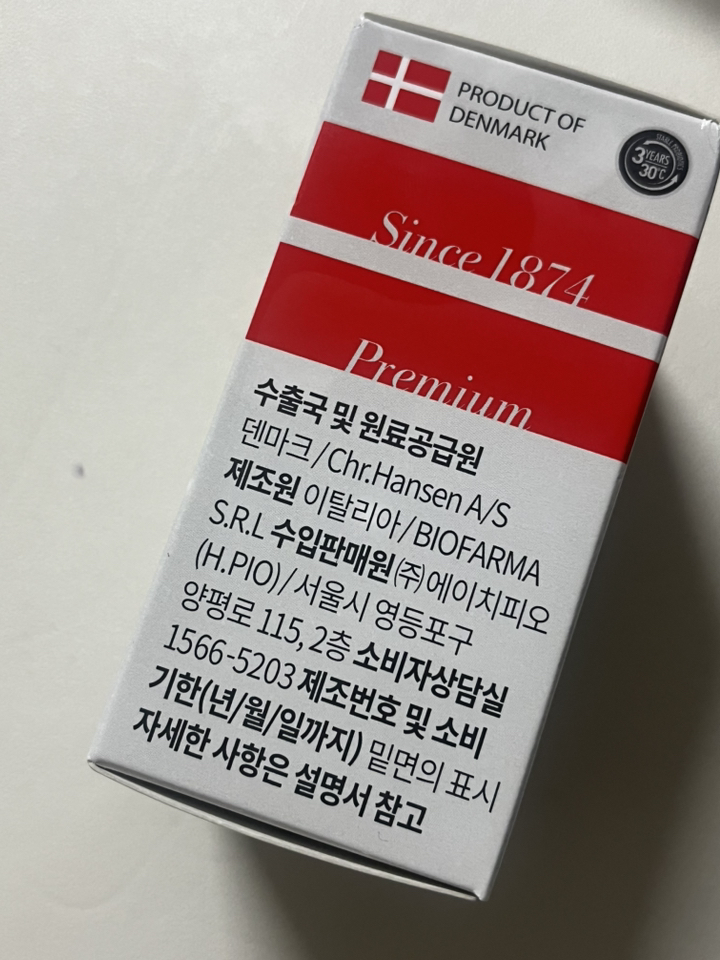 PRODUCT OF
DENMARK
STABLE PROBIOTICS
3 YEARS
30°C
Since 1874
Premium
수출국 및 원료공급원
덴마크/Chr.Hansen A/S
제조원 이탈리아/BIOFARMA
S.R.L 수입판매원 ㈜에이치피오
(H.PIO)/서울시 영등포구
양평로 115, 2층 소비자상담실
1566-5203 제조번호 및 소비
기한(년/월/일까지) 밑면의 표시
자세한 사항은 설명서 참고